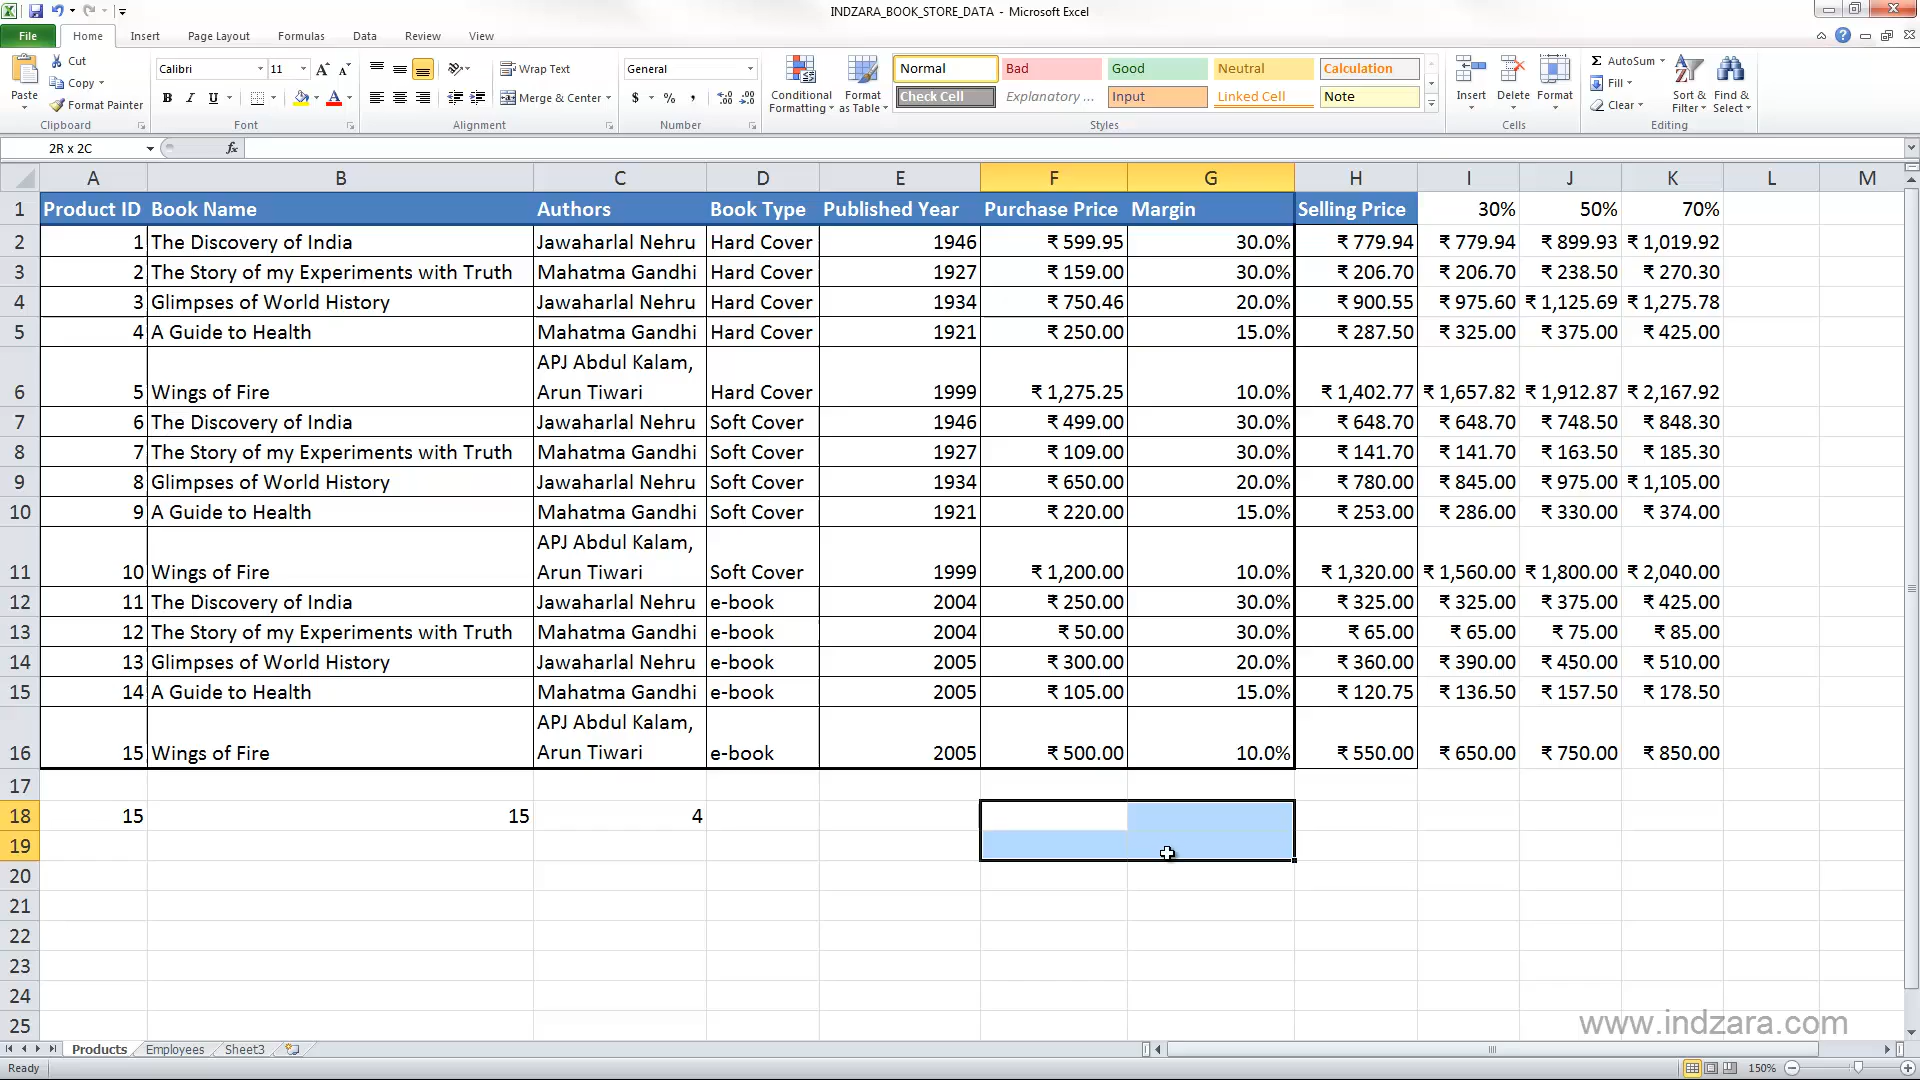 INDZARA_BOOK_STORE_DATA - Microsoft Excel
File Home Insert Page Layout Formulas Data Review View
Paste Cut Calibri 11 Wrap Text General Conditional Formatting Format as Table Normal Bad Good Neutral Calculation Insert Delete Format AutoSum Sort & Filter Find & Select
Copy B I U Merge & Center $ % , Check Cell Explanatory ... Input Linked Cell Note Fill
Format Painter Clear
Clipboard Font Alignment Number Styles Cells Editing
2R x 2C fx
A B C D E F G H I J K L M
1 Product ID Book Name Authors Book Type Published Year Purchase Price Margin Selling Price 30% 50% 70%
2 1 The Discovery of India Jawaharlal Nehru Hard Cover 1946 ₹ 599.95 30.0% ₹ 779.94 ₹ 779.94 ₹ 899.93 ₹ 1,019.92
3 2 The Story of my Experiments with Truth Mahatma Gandhi Hard Cover 1927 ₹ 159.00 30.0% ₹ 206.70 ₹ 206.70 ₹ 238.50 ₹ 270.30
4 3 Glimpses of World History Jawaharlal Nehru Hard Cover 1934 ₹ 750.46 20.0% ₹ 900.55 ₹ 975.60 ₹ 1,125.69 ₹ 1,275.78
5 4 A Guide to Health Mahatma Gandhi Hard Cover 1921 ₹ 250.00 15.0% ₹ 287.50 ₹ 325.00 ₹ 375.00 ₹ 425.00
APJ Abdul Kalam,
6 5 Wings of Fire Arun Tiwari Hard Cover 1999 ₹ 1,275.25 10.0% ₹ 1,402.77 ₹ 1,657.82 ₹ 1,912.87 ₹ 2,167.92
7 6 The Discovery of India Jawaharlal Nehru Soft Cover 1946 ₹ 499.00 30.0% ₹ 648.70 ₹ 648.70 ₹ 748.50 ₹ 848.30
8 7 The Story of my Experiments with Truth Mahatma Gandhi Soft Cover 1927 ₹ 109.00 30.0% ₹ 141.70 ₹ 141.70 ₹ 163.50 ₹ 185.30
9 8 Glimpses of World History Jawaharlal Nehru Soft Cover 1934 ₹ 650.00 20.0% ₹ 780.00 ₹ 845.00 ₹ 975.00 ₹ 1,105.00
10 9 A Guide to Health Mahatma Gandhi Soft Cover 1921 ₹ 220.00 15.0% ₹ 253.00 ₹ 286.00 ₹ 330.00 ₹ 374.00
APJ Abdul Kalam,
11 10 Wings of Fire Arun Tiwari Soft Cover 1999 ₹ 1,200.00 10.0% ₹ 1,320.00 ₹ 1,560.00 ₹ 1,800.00 ₹ 2,040.00
12 11 The Discovery of India Jawaharlal Nehru e-book 2004 ₹ 250.00 30.0% ₹ 325.00 ₹ 325.00 ₹ 375.00 ₹ 425.00
13 12 The Story of my Experiments with Truth Mahatma Gandhi e-book 2004 ₹ 50.00 30.0% ₹ 65.00 ₹ 65.00 ₹ 75.00 ₹ 85.00
14 13 Glimpses of World History Jawaharlal Nehru e-book 2005 ₹ 300.00 20.0% ₹ 360.00 ₹ 390.00 ₹ 450.00 ₹ 510.00
15 14 A Guide to Health Mahatma Gandhi e-book 2005 ₹ 105.00 15.0% ₹ 120.75 ₹ 136.50 ₹ 157.50 ₹ 178.50
APJ Abdul Kalam,
16 15 Wings of Fire Arun Tiwari e-book 2005 ₹ 500.00 10.0% ₹ 550.00 ₹ 650.00 ₹ 750.00 ₹ 850.00
17
18 15 15 4
19
20
21
22
23
24
25
www.indzara.com
Products Employees Sheet3
Ready 150%